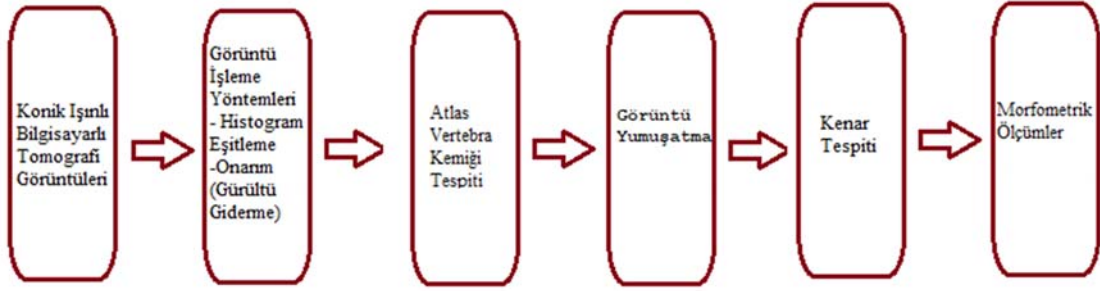 Konik Işınlı
Bilgisayarlı
Tomografi
Görüntüleri
Görüntü
İşleme
Yöntemleri
- Histogram
Eşitleme
-Onarım
(Gürültü
Giderme)
Atlas
Vertebra
Kemiği
Tespiti
Görüntü
Yumuşatma
Kenar
Tespiti
Morfometrik
Ölçümler